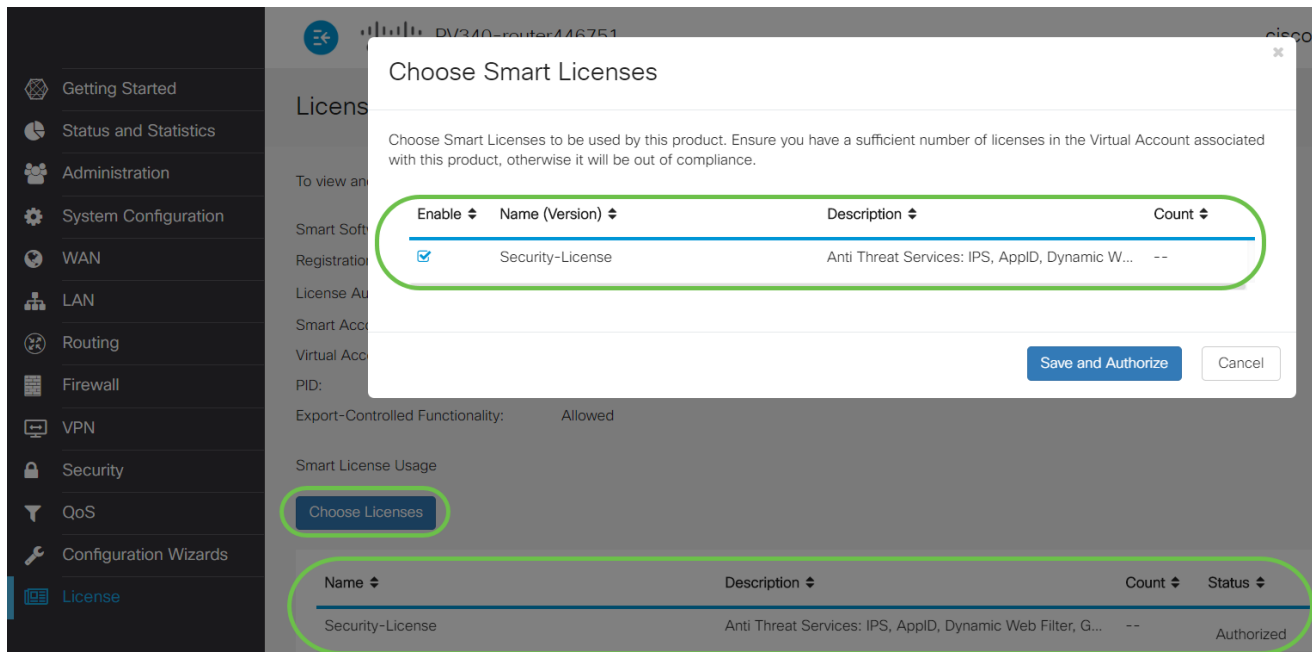 RV340-router446751
cisco
Getting Started
Status and Statistics
Administration
System Configuration
WAN
LAN
Routing
Firewall
VPN
Security
QoS
Configuration Wizards
License
Licens
To view an
Smart Soft
Registration
License Au
Smart Acc
Virtual Acc
PID:
Export-Controlled Functionality: Allowed
Smart License Usage
Choose Licenses
Name Description Count Status
Security-License Anti Threat Services: IPS, AppID, Dynamic Web Filter, G... -- Authorized
Choose Smart Licenses
Choose Smart Licenses to be used by this product. Ensure you have a sufficient number of licenses in the Virtual Account associated
with this product, otherwise it will be out of compliance.
Enable Name (Version) Description Count
Security-License Anti Threat Services: IPS, AppID, Dynamic W... --
Save and Authorize Cancel